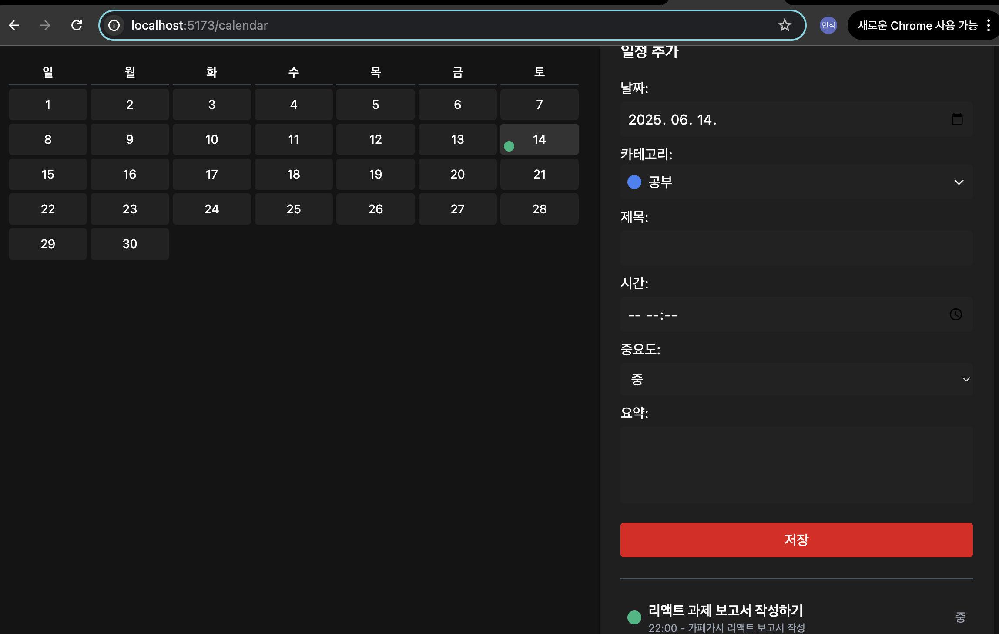 localhost:5173/calendar
민식
새로운 Chrome 사용 가능
일 월 화 수 목 금 토
1 2 3 4 5 6 7
8 9 10 11 12 13 14
15 16 17 18 19 20 21
22 23 24 25 26 27 28
29 30
일정 추가
날짜:
2025. 06. 14.
카테고리:
공부
제목:
시간:
-- --:--
중요도:
중
요약:
저장
리액트 과제 보고서 작성하기
22:00 - 카페가서 리액트 보고서 작성
중